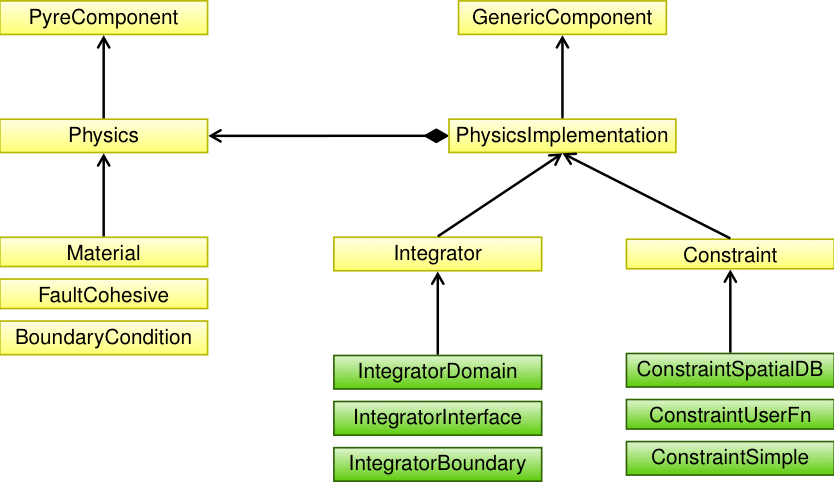 PyreComponent
GenericComponent
Physics
PhysicsImplementation
Material
Integrator
Constraint
FaultCohesive
BoundaryCondition
IntegratorDomain
ConstraintSpatialDB
IntegratorInterface
ConstraintUserFn
IntegratorBoundary
ConstraintSimple